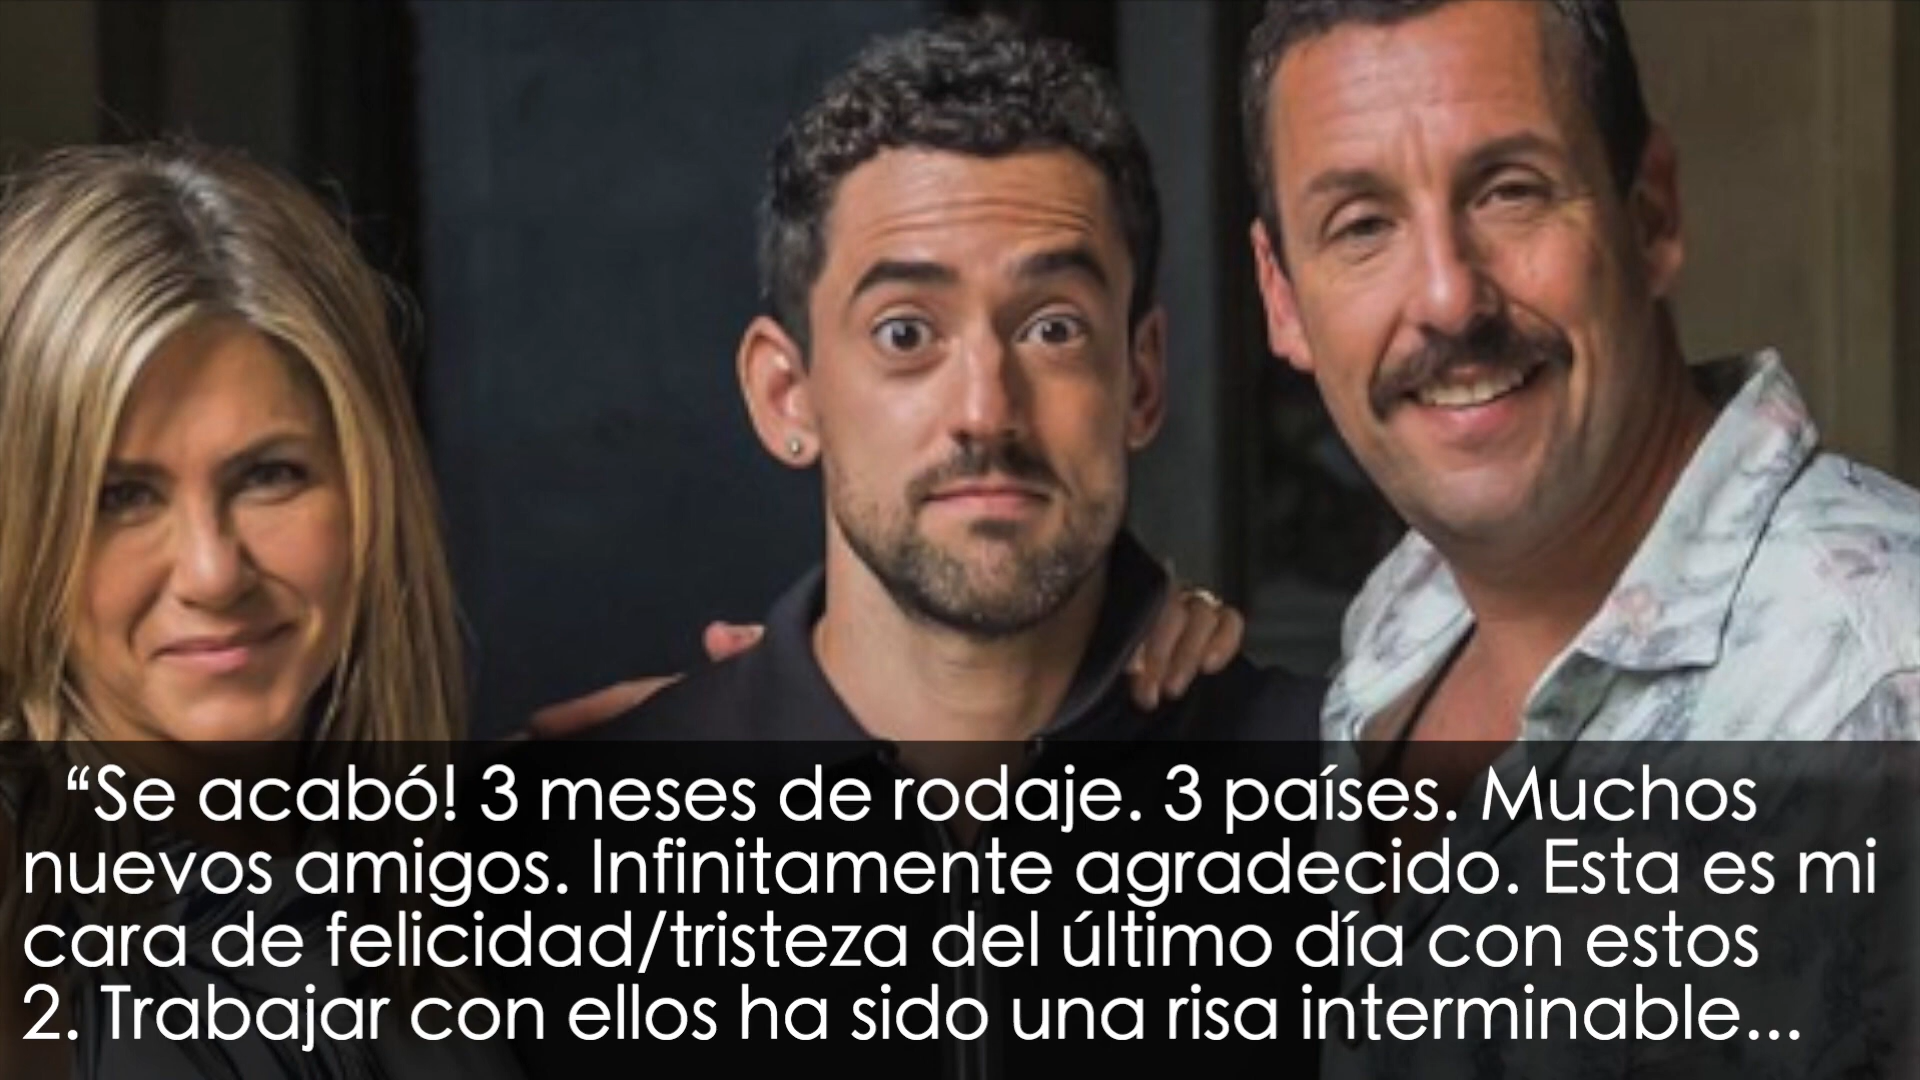 “Se acabó! 3 meses de rodaje. 3 países. Muchos
nuevos amigos. Infinitamente agradecido. Esta es mi
cara de felicidad/tristeza del último día con estos
2. Trabajar con ellos ha sido una risa interminable...